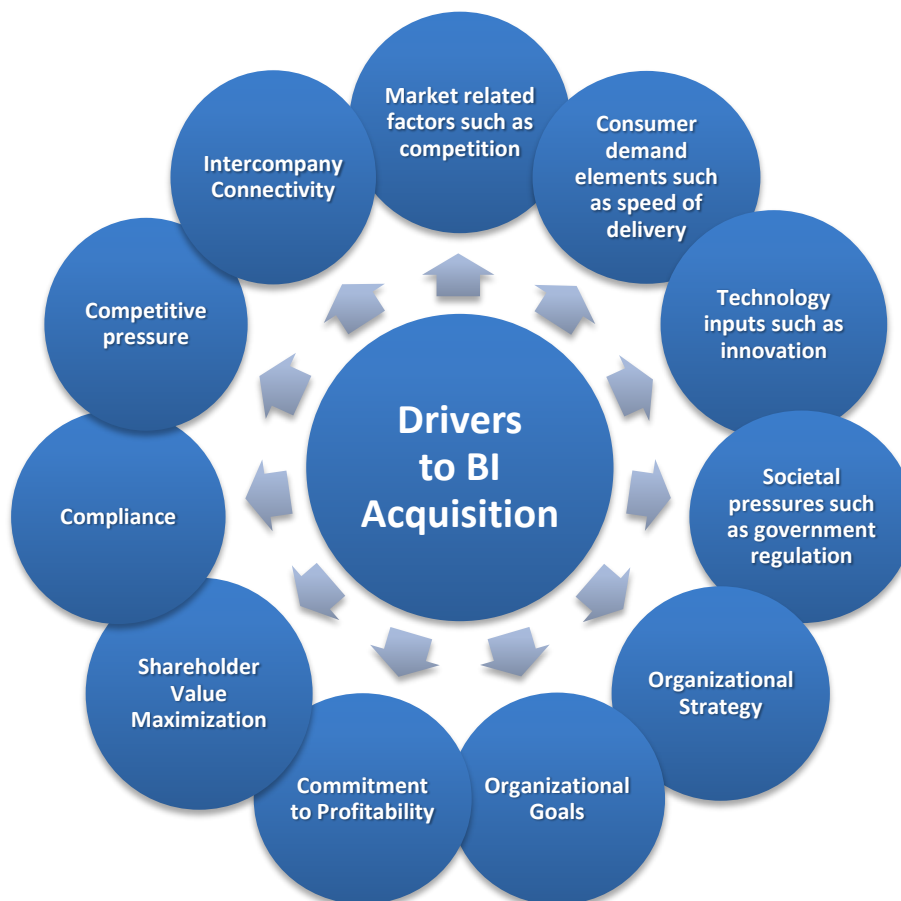 Drivers
to BI
Acquisition
Market related
factors such as
competition
Consumer
demand
elements such
as speed of
delivery
Technology
inputs such as
innovation
Societal
pressures such
as government
regulation
Organizational
Strategy
Organizational
Goals
Commitment
to Profitability
Shareholder
Value
Maximization
Compliance
Competitive
pressure
Intercompany
Connectivity